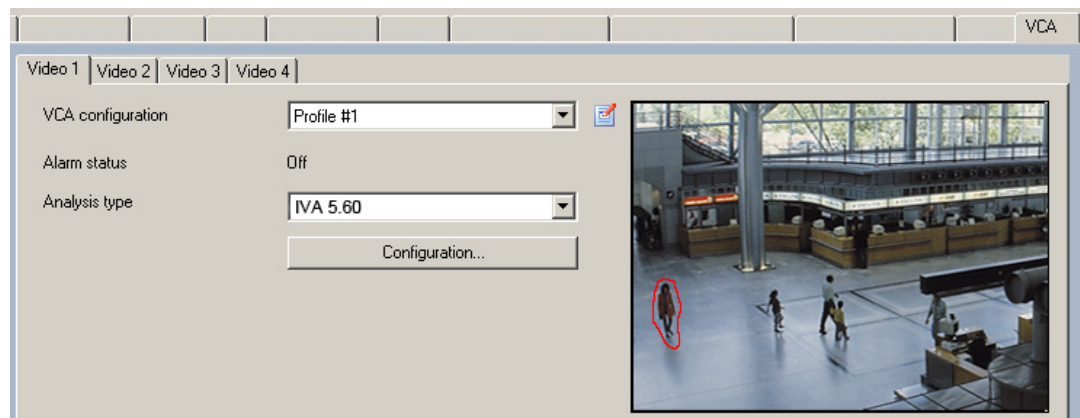 VCA
Video 1 Video 2 Video 3 Video 4
VCA configuration Profile #1
Alarm status Off
Analysis type IVA 5.60
Configuration...